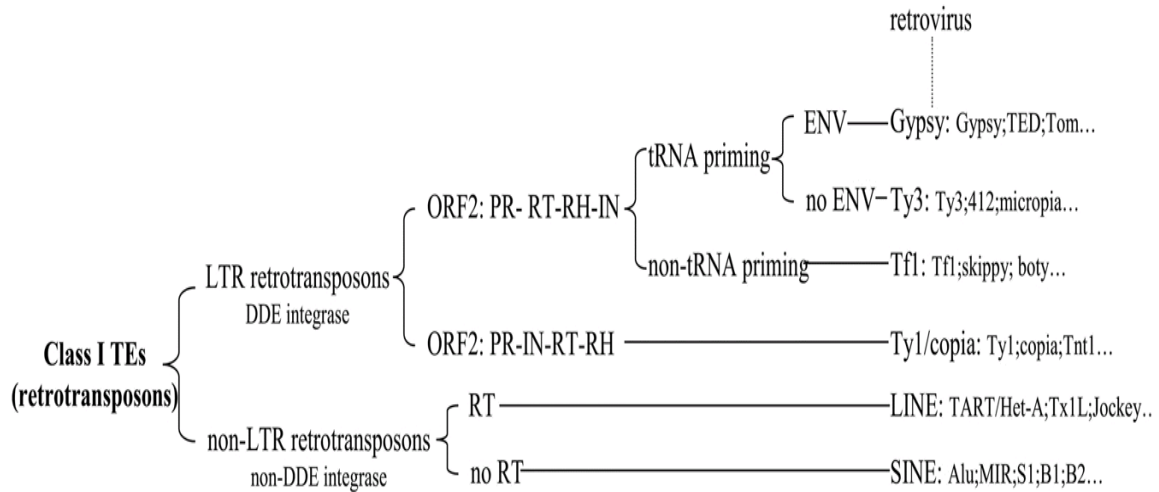 retrovirus
ENV Gypsy: Gypsy;TED;Tom...
tRNA priming
no ENV Ty3: Ty3;412;micropia...
ORF2: PR- RT-RH-IN
non-tRNA priming Tf1: Tf1;skippy; boty...
LTR retrotransposons
DDE integrase
ORF2: PR-IN-RT-RH Ty1/copia: Ty1;copia;Tnt1...
Class I TEs
(retrotransposons)
RT LINE: TART/Het-A;Tx1L;Jockey..
non-LTR retrotransposons
non-DDE integrase
no RT SINE: Alu;MIR;S1;B1;B2...